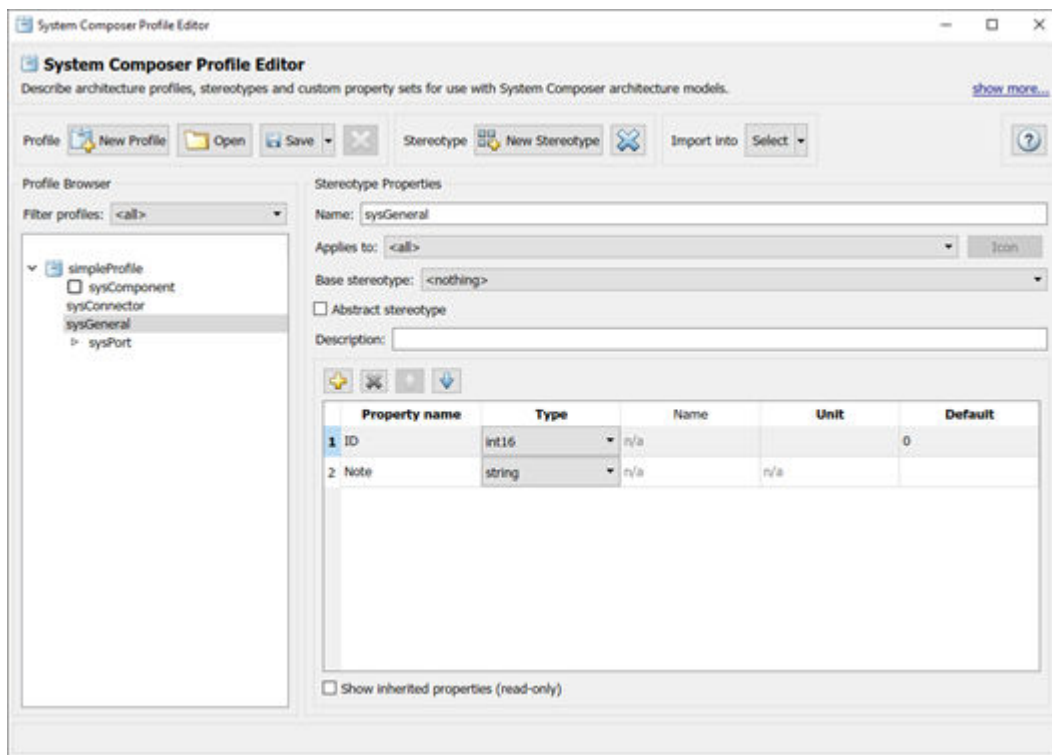 System Composer Profile Editor
System Composer Profile Editor
Describe architecture profiles, stereotypes and custom property sets for use with System Composer architecture models. show more...
Profile New Profile Open Save Stereotype New Stereotype Import into Select
Profile Browser
Filter profiles: <all>
simpleProfile
sysComponent
sysConnector
sysGeneral
sysPort
Stereotype Properties
Name: sysGeneral
Applies to: <all> Icon
Base stereotype: <nothing>
Abstract stereotype
Description:
Property name Type Name Unit Default
1 ID int16 n/a 0
2 Note string n/a n/a
Show inherited properties (read-only)